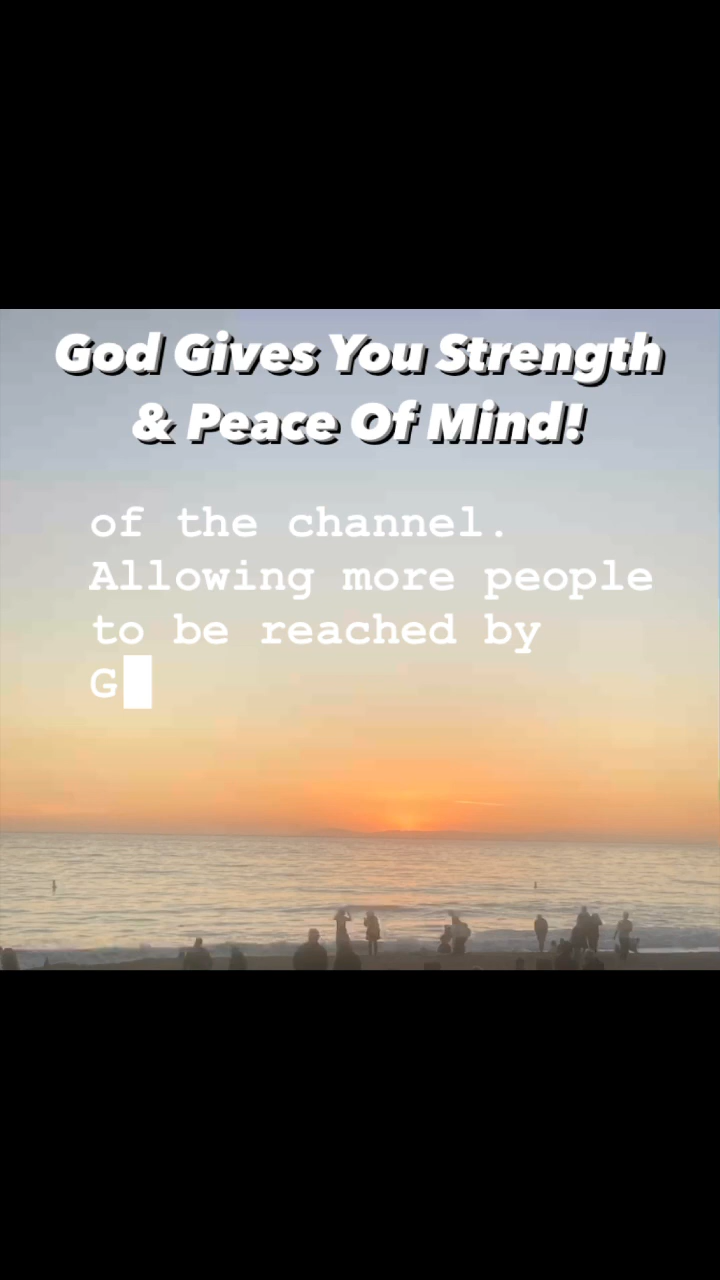 God Gives You Strength
& Peace Of Mind!
of the channel.
Allowing more people
to be reached by
G